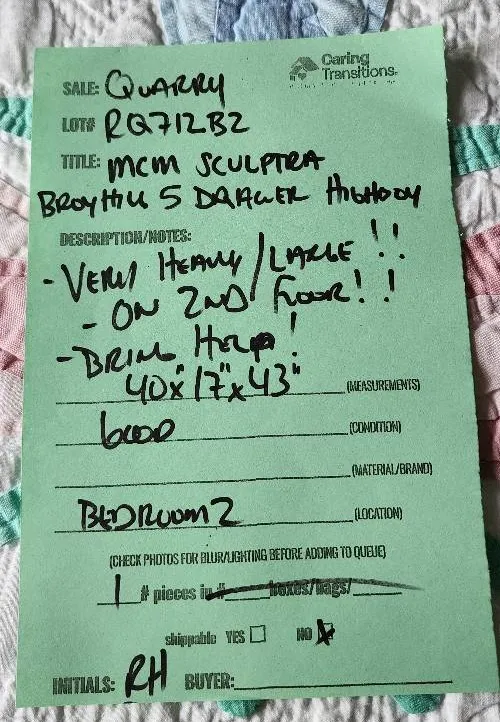 Caring
Transitions
SALE: QUARRY
LOT# RQ712B2
TITLE: MCM SCULPTRA
BROYHILL 5 DRAWER HIGHBOY
DESCRIPTION/NOTES:
- VERY HEAVY/LARGE!!
- ON 2ND FLOOR!!
- BRING HELP!
40x"17"x43" (MEASUREMENTS)
GOOD (CONDITION)
(MATERIAL/BRAND)
BEDROOM 2 (LOCATION)
(CHECK PHOTOS FOR BLUR/LIGHTING BEFORE ADDING TO QUEUE)
1 # pieces in # boxes/bags/
shippable YES NO
INITIALS: RH BUYER: